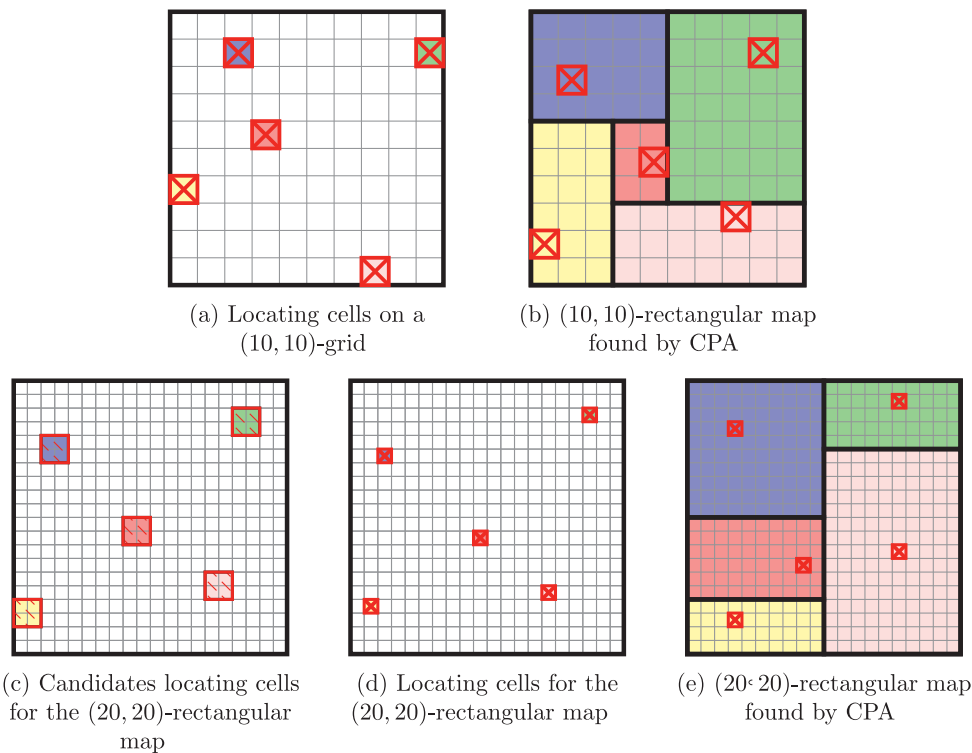 (a) Locating cells on a
(10, 10)-grid
(b) (10, 10)-rectangular map
found by CPA
(c) Candidates locating cells
for the (20, 20)-rectangular
map
(d) Locating cells for the
(20, 20)-rectangular map
(e) (20‹ 20)-rectangular map
found by CPA